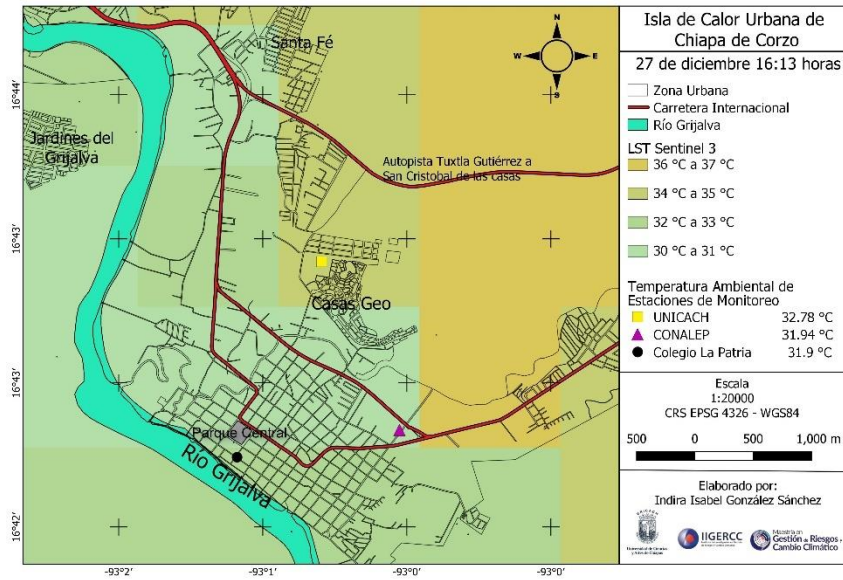 Isla de Calor Urbana de
Chiapa de Corzo
27 de diciembre 16:13 horas
Zona Urbana
Carretera Internacional
Río Grijalva
LST Sentinel 3
36 °C a 37 °C
34 °C a 35 °C
32 °C a 33 °C
30 °C a 31 °C
Temperatura Ambiental de
Estaciones de Monitoreo
UNICACH 32.78 °C
CONALEP 31.94 °C
Colegio La Patria 31.9 °C
Escala
1:20000
CRS EPSG 4326 - WGS84
500 0 500 1,000 m
Elaborado por:
Indira Isabel González Sánchez
IIGERCC
Maestría en
Gestión de Riesgos y
Cambio Climático
N
W E
S
Santa Fé
Jardines del
Grijalva
Autopista Tuxtla Gutiérrez a
San Cristobal de las casas
Casas Geo
Parque Central
Río Grijalva
16°44'
16°43'
16°43'
16°42'
-93°2' -93°1' -93°0' -93°0'